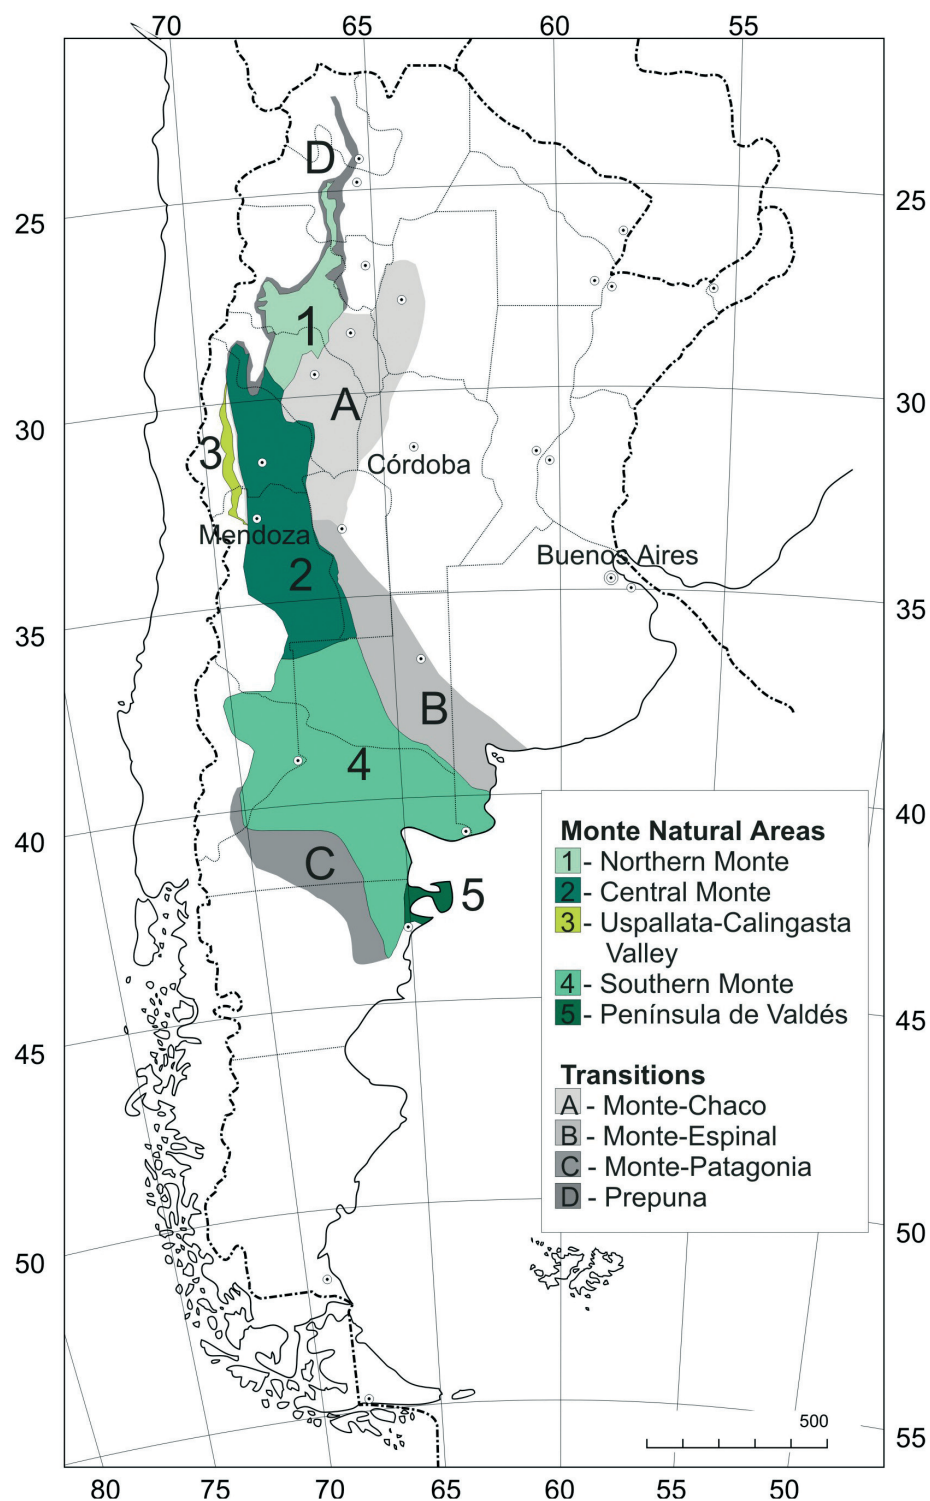 70 65 60 55
D
25 25
1
A
30 30
3
Córdoba
Mendoza
Buenos Aires
2
35 35
B
4
40 40
C
5
Monte Natural Areas
1 - Northern Monte
2 - Central Monte
3 - Uspallata-Calingasta
Valley
4 - Southern Monte
5 - Península de Valdés
Transitions
A - Monte-Chaco
B - Monte-Espinal
C - Monte-Patagonia
D - Prepuna
45 45
50 50
500
55
80 75 70 65 60 55 50